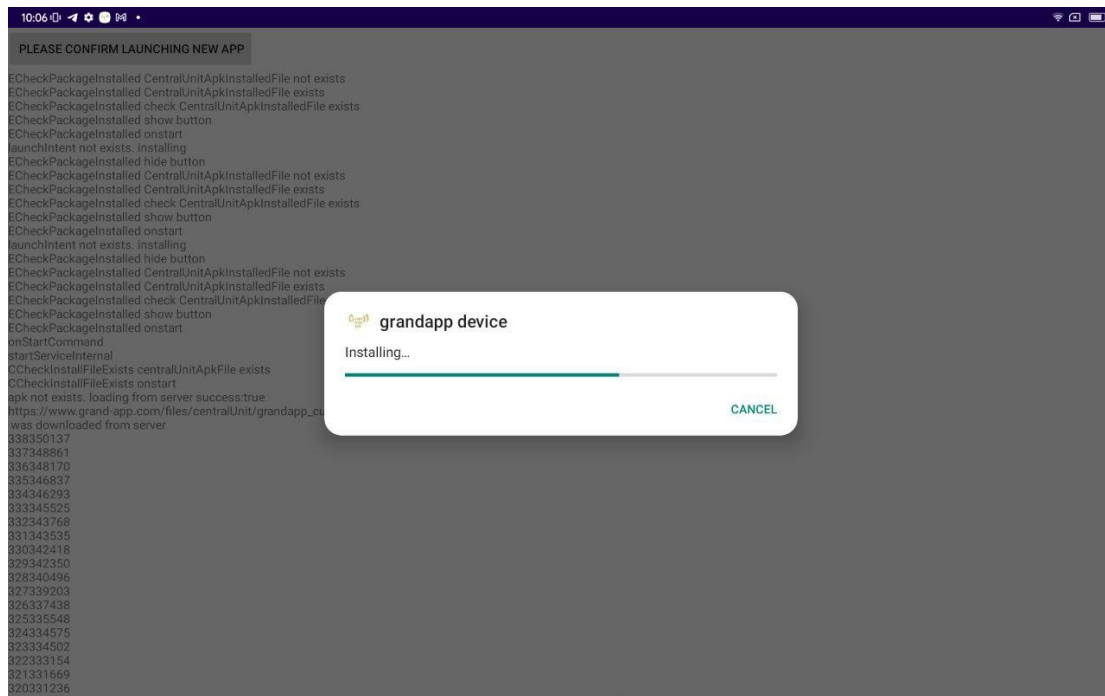 10:06
PLEASE CONFIRM LAUNCHING NEW APP
ECheckPackageInstalled CentralUnitApkInstalledFile not exists
ECheckPackageInstalled CentralUnitApkInstalledFile exists
ECheckPackageInstalled check CentralUnitApkInstalledFile exists
ECheckPackageInstalled show button
ECheckPackageInstalled onstart
launchIntent not exists. installing
ECheckPackageInstalled hide button
ECheckPackageInstalled CentralUnitApkInstalledFile not exists
ECheckPackageInstalled CentralUnitApkInstalledFile exists
ECheckPackageInstalled check CentralUnitApkInstalledFile exists
ECheckPackageInstalled show button
ECheckPackageInstalled onstart
launchIntent not exists. installing
ECheckPackageInstalled hide button
ECheckPackageInstalled CentralUnitApkInstalledFile not exists
ECheckPackageInstalled CentralUnitApkInstalledFile exists
ECheckPackageInstalled check CentralUnitApkInstalledFile
ECheckPackageInstalled show button
ECheckPackageInstalled onstart
onStartCommand
startServiceInternal
CCheckInstallFileExists centralUnitApkFile exists
CCheckInstallFileExists onstart
apk not exists. loading from server success:true
https://www.grand-app.com/files/centralUnit/grandapp_cu
was downloaded from server
338350137
337348861
336348170
335346837
334346293
333345525
332343768
331343535
330342418
329342350
328340496
327339203
326337438
325335548
324334575
323334502
322333154
321331669
320331236
grandapp device
Installing...
CANCEL